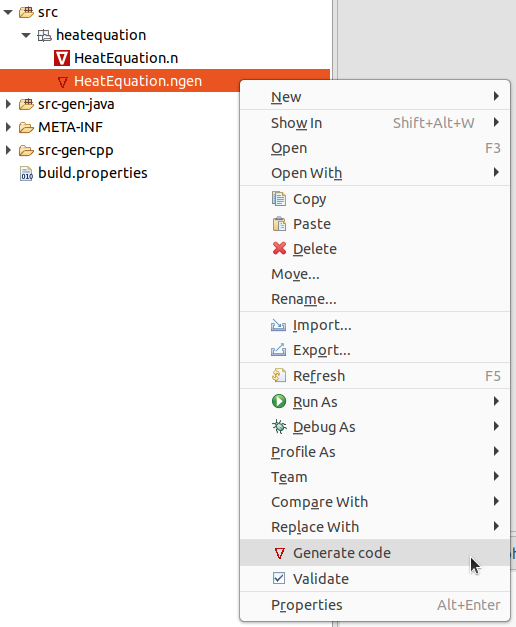 src
heatequation
HeatEquation.n
HeatEquation.ngen
src-gen-java
META-INF
src-gen-cpp
build.properties
New
Show In Shift+Alt+W
Open F3
Open With
Copy
Paste
Delete
Move...
Rename...
Import...
Export...
Refresh F5
Run As
Debug As
Profile As
Team
Compare With
Replace With
Generate code
Validate
Properties Alt+Enter